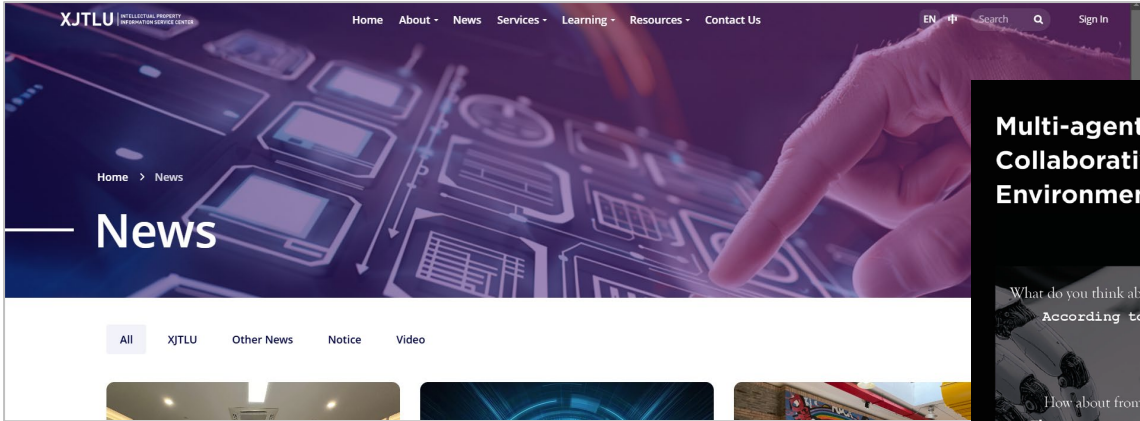 XJTLU INTELLECTUAL PROPERTY
INFORMATION SERVICE CENTER
Home About News Services Learning Resources Contact Us
EN 中 Search Sign In
Home > News
News
All XJTLU Other News Notice Video
Multi-agent
Collaborati
Environmen
What do you think ab
According to
How about from